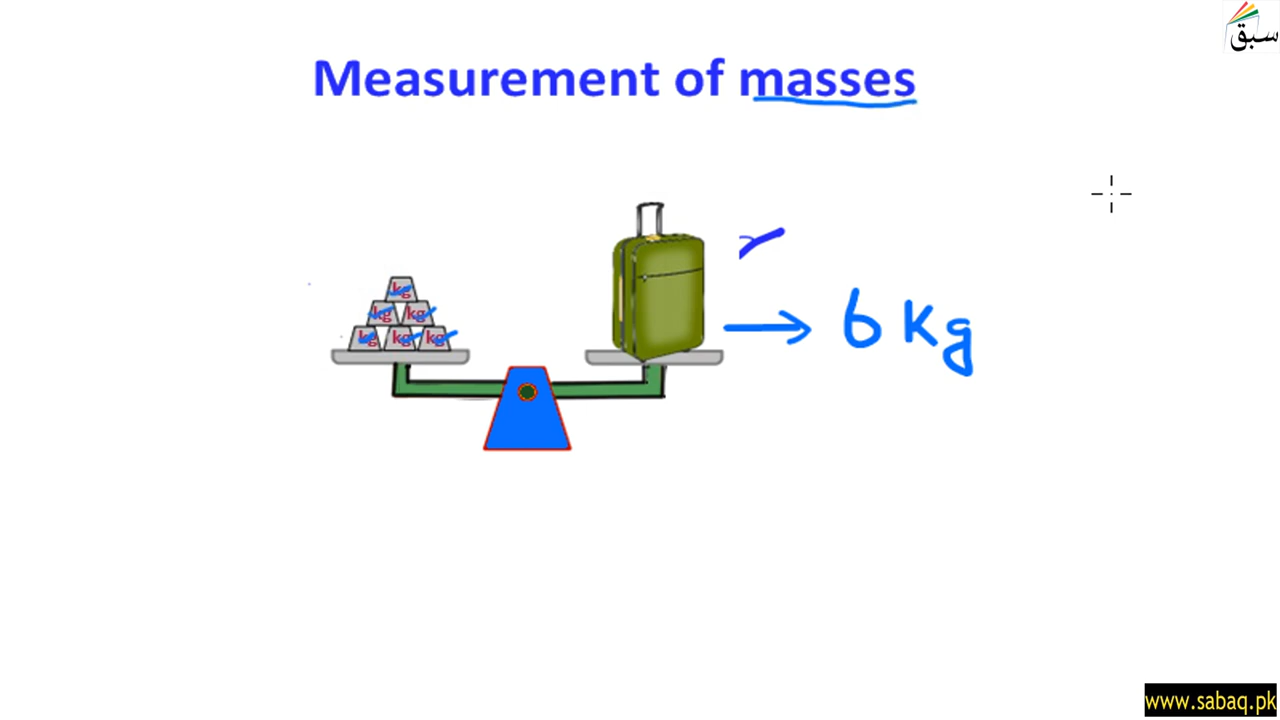 سبق
Measurement of masses
kg
kg kg
kg kg kg
6 kg
www.sabaq.pk